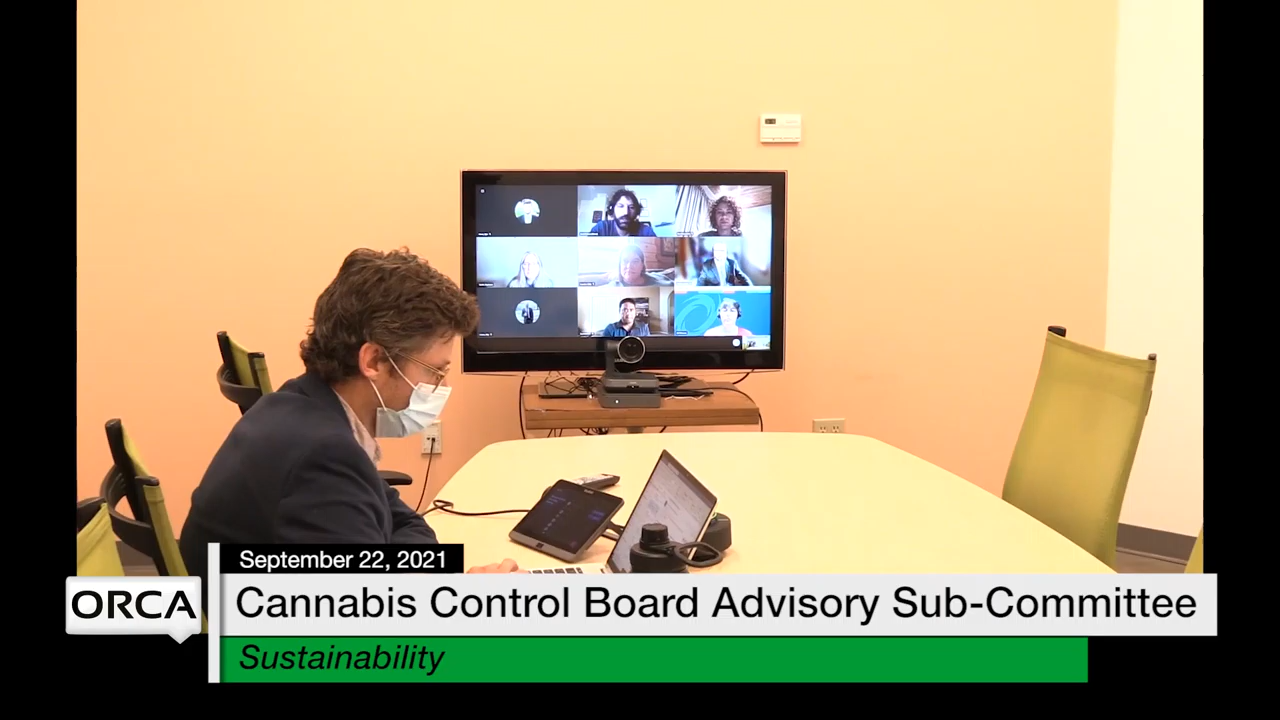 September 22, 2021
ORCA
Cannabis Control Board Advisory Sub-Committee
Sustainability